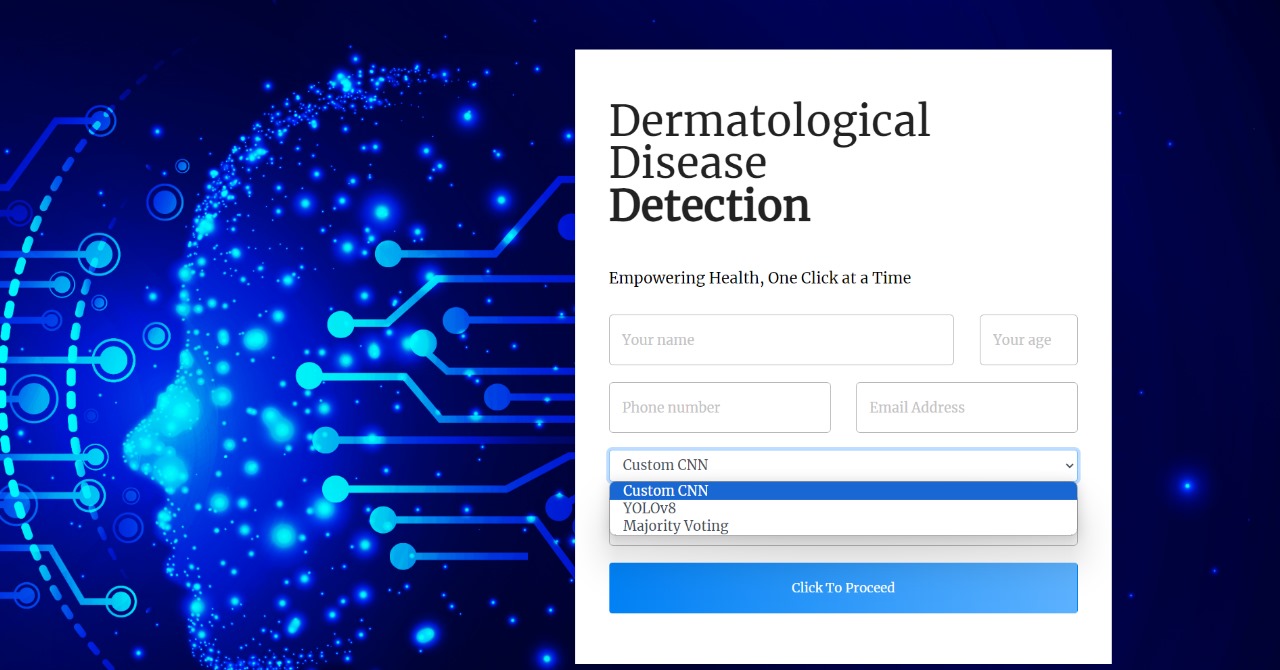 Dermatological
Disease
Detection
Empowering Health, One Click at a Time
Your name
Your age
Phone number
Email Address
Custom CNN
Custom CNN
YOLOv8
Majority Voting
Click To Proceed